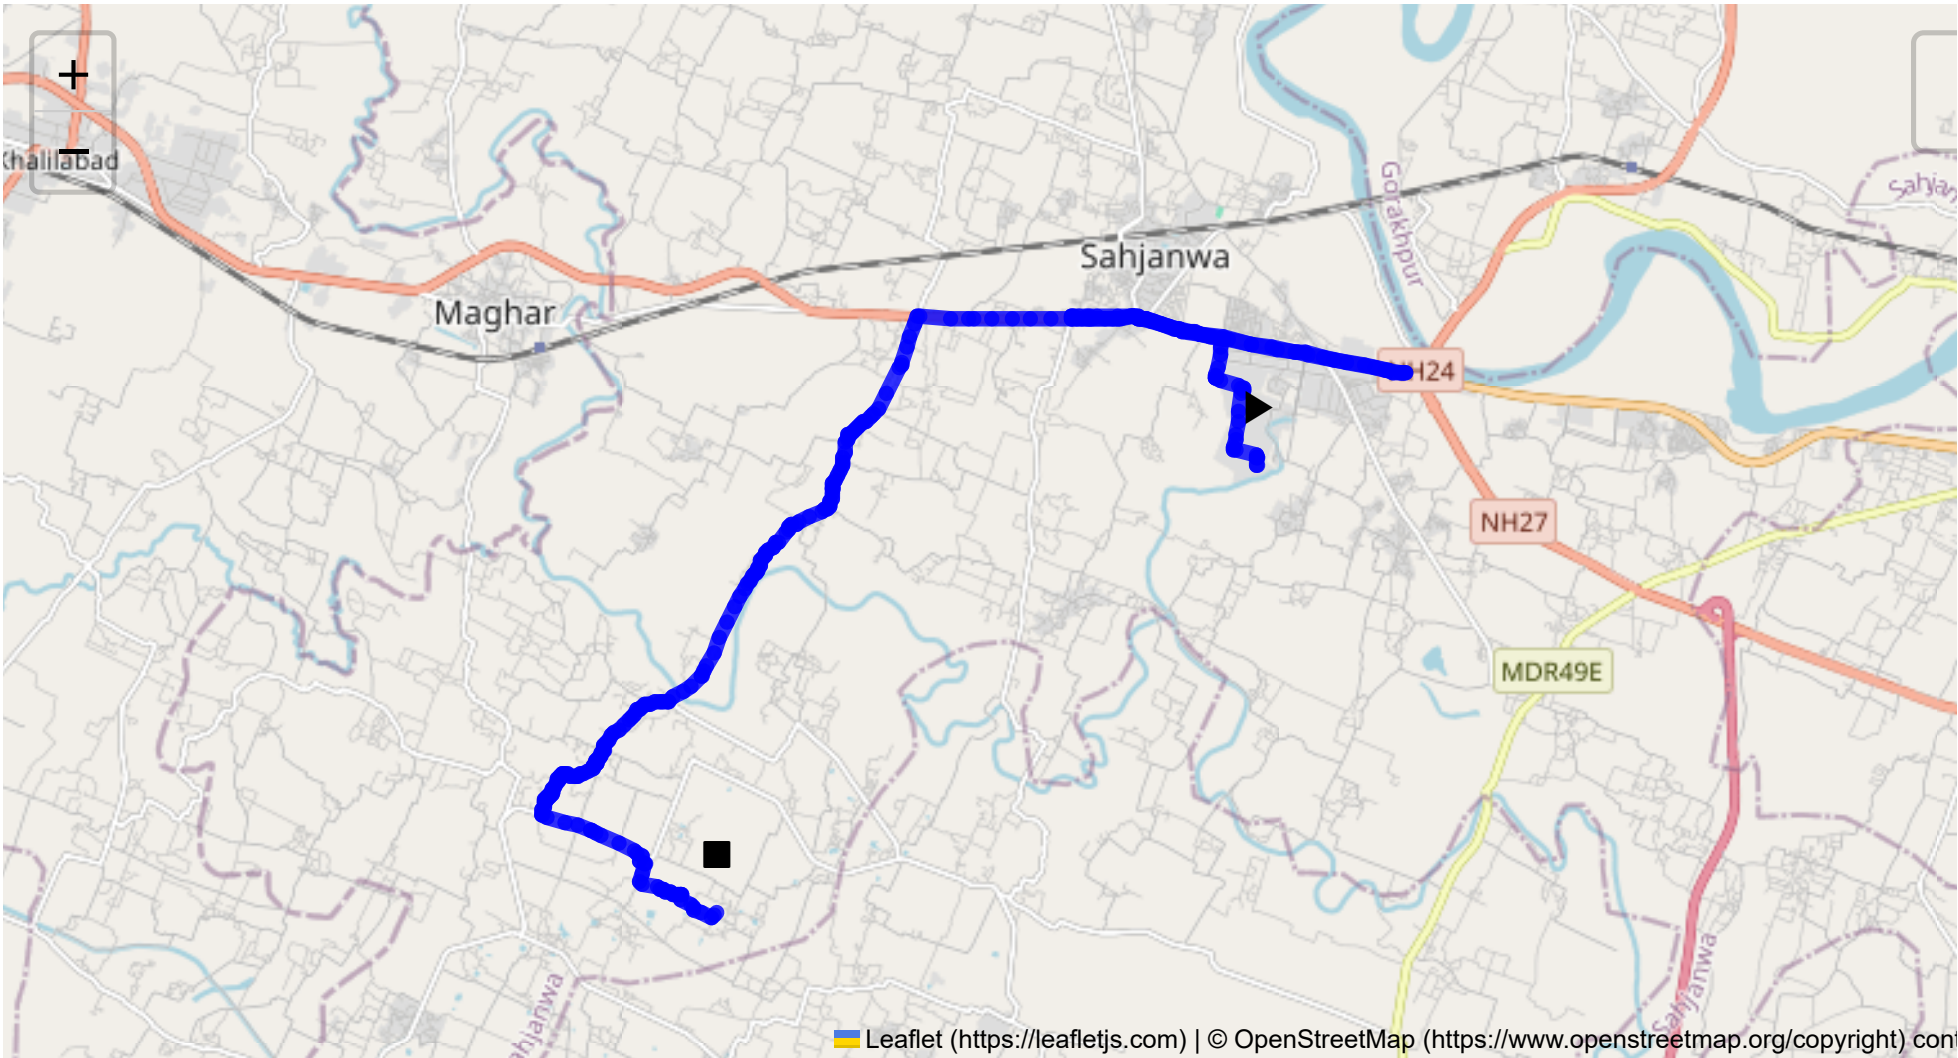 +
−
Khalilabad
Maghar
Sahjanwa
Gorakhpur
Sahjan
NH24
NH27
MDR49E
ahjanwa
Sahjanwa
Leaflet (https://leafletjs.com) | © OpenStreetMap (https://www.openstreetmap.org/copyright) con